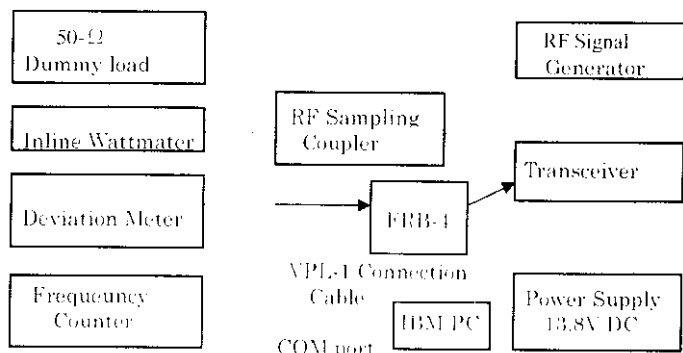 50-Ω
Dummy load
RF Signal
Generator
Inline Wattmater
RF Sampling
Coupler
Transceiver
Deviation Meter
FRB-4
VPL-1 Connection
Cable
Frequeuncy
Counter
IBM PC
Power Supply
13.8V DC
COM port